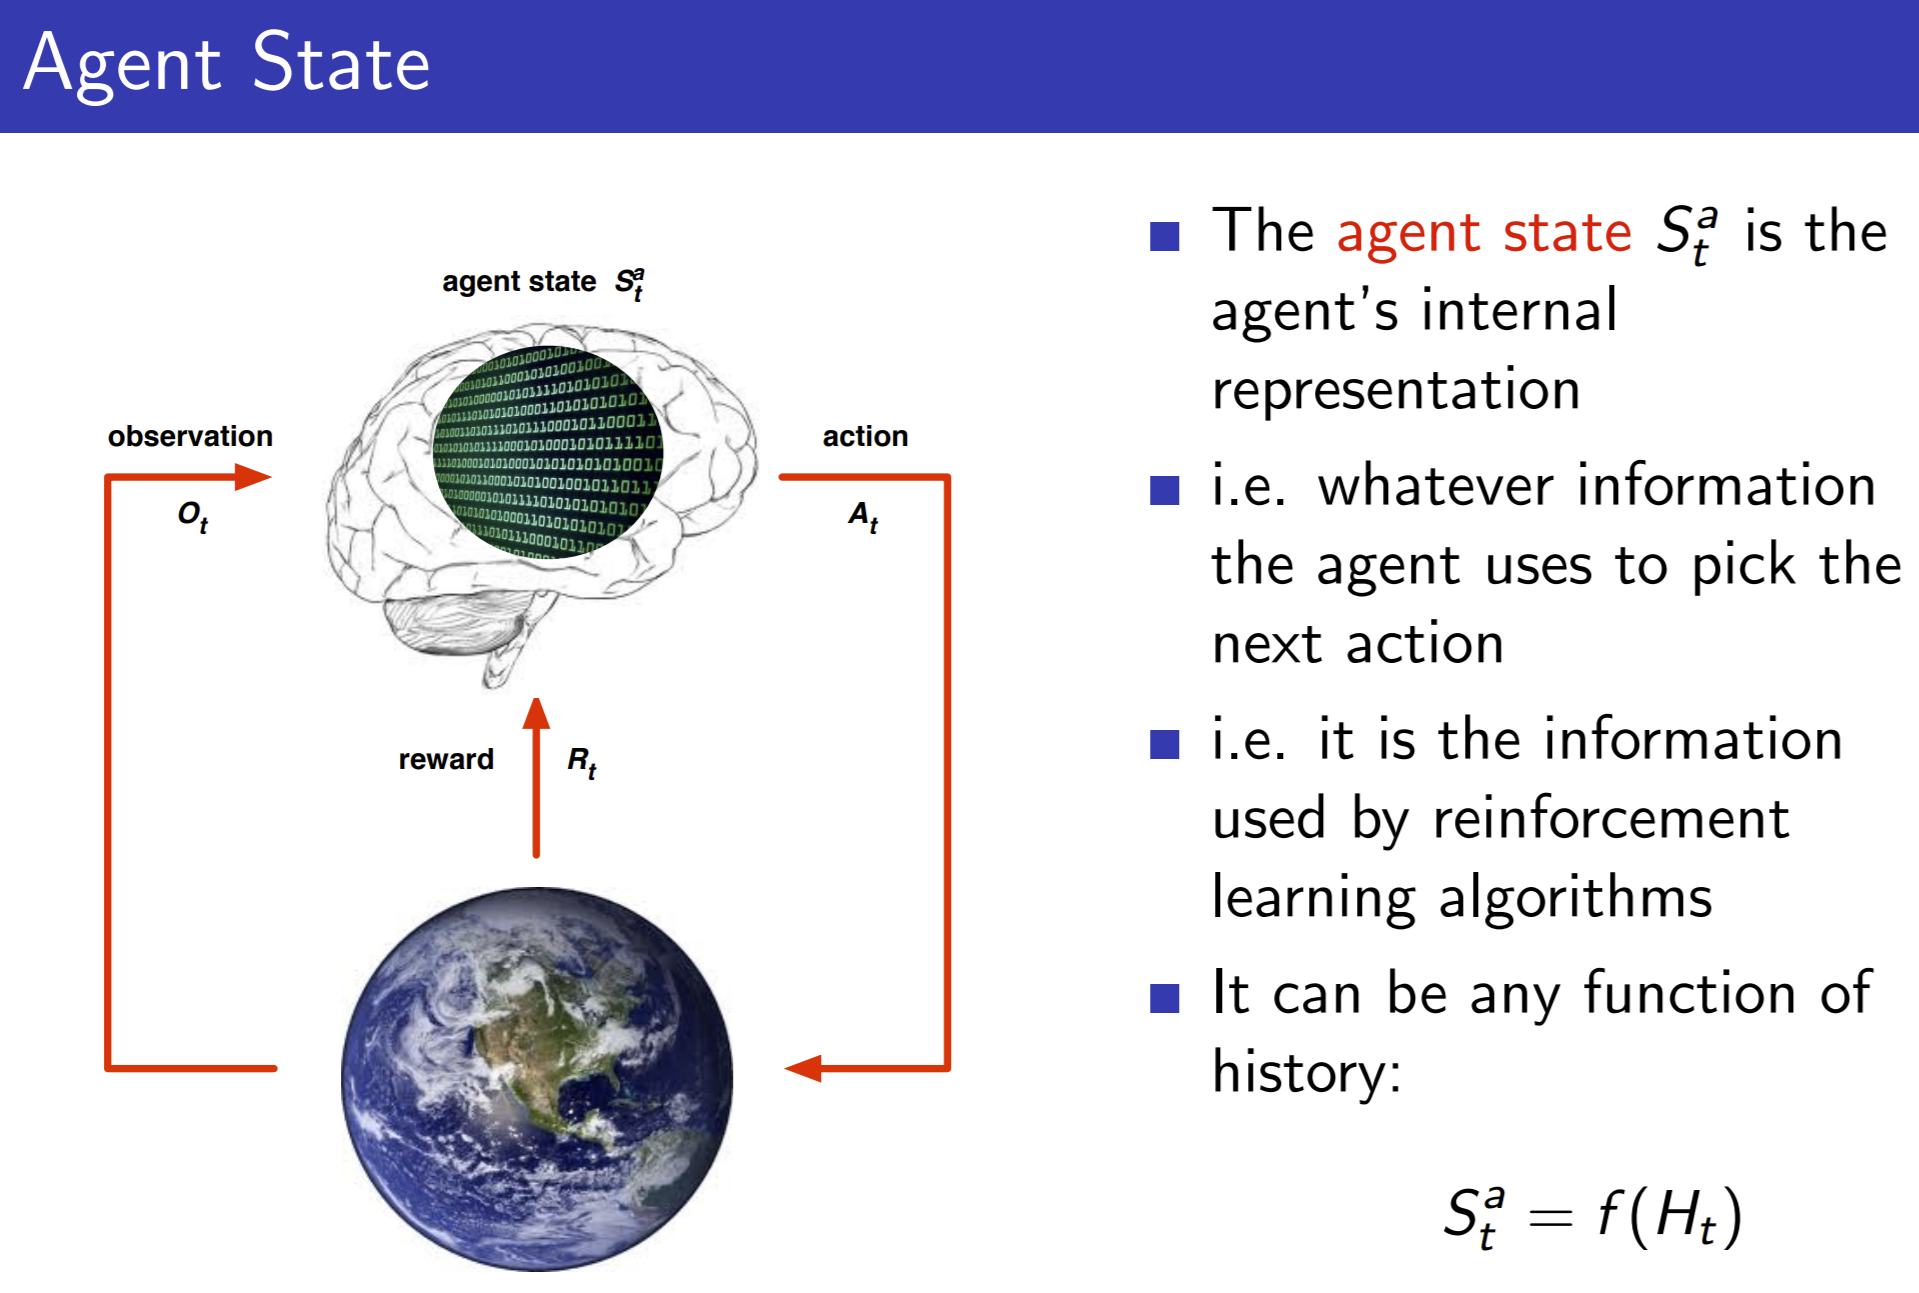 Agent State
agent state S_t^a
observation
O_t
action
A_t
reward R_t
The agent state S_t^a is the
agent's internal
representation
i.e. whatever information
the agent uses to pick the
next action
i.e. it is the information
used by reinforcement
learning algorithms
It can be any function of
history:
S_t^a = f(H_t)